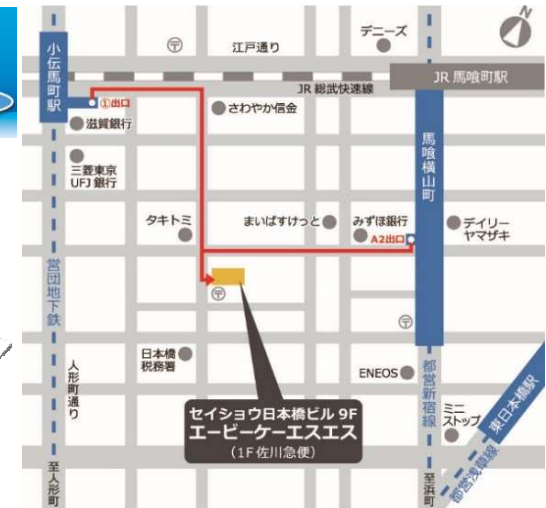 N
デニーズ
〒
江戸通り
小伝馬町駅
JR 馬喰町駅
JR 総武快速線
①出口
さわやか信金
滋賀銀行
馬喰横山町
三菱東京
UFJ 銀行
タキトミ
まいばすけっと
みずほ銀行
A2出口
デイリー
ヤマザキ
営団地下鉄
〒
〒
人形町通り
日本橋
税務署
ENEOS
都営新宿線
東日本橋駅
セイショウ日本橋ビル 9F
エービーケーエスエス
(1F 佐川急便)
ミニ
ストップ
都営浅草線
至人形町
至浜町